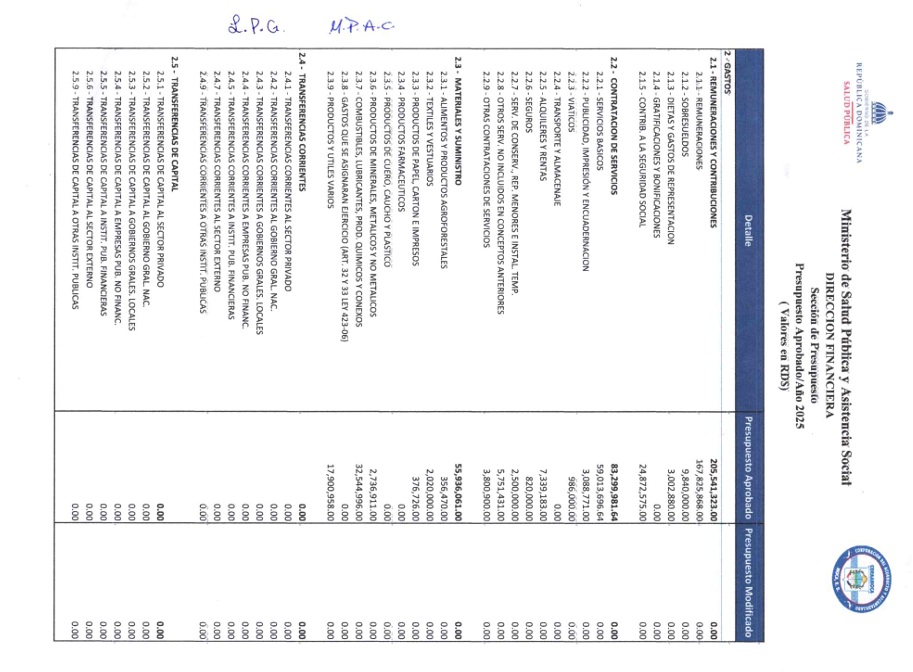 GOBIERNO DE LA
REPÚBLICA DOMINICANA
SALUD PÚBLICA
Ministerio de Salud Pública y Asistencia Social
DIRECCION FINANCIERA
Sección de Presupuesto
Presupuesto Aprobado/Año 2025
( Valores en RD$)
Detalle Presupuesto Aprobado Presupuesto Modificado
2 -GASTOS
2.1 - REMUNERACIONES Y CONTRIBUCIONES 205,541,323.00 0.00
2.1.1 - REMUNERACIONES 167,825,868.00 0.00
2.1.2 - SOBRESUELDOS 9,840,000.00 0.00
2.1.3 - DIETAS Y GASTOS DE REPRESENTACION 3,002,880.00 0.00
2.1.4 - GRATIFICACIONES Y BONIFICACIONES 0.00 0.00
2.1.5 - CONTRIB. A LA SEGURIDAD SOCIAL 24,872,575.00 0.00
2.2 - CONTRATACION DE SERVICIOS 83,299,981.64 0.00
2.2.1 - SERVICIOS BASICOS 59,013,696.64 0.00
2.2.2 - PUBLICIDAD, IMPRESIÓN Y ENCUADERNACION 3,088,771.00 0.00
2.2.3 - VIATICOS 986,000.00 0.00
2.2.4 - TRANSPORTE Y ALMACENAJE 0.00 0.00
2.2.5 - ALQUILERES Y RENTAS 7,339,183.00 0.00
2.2.6 - SEGUROS 820,000.00 0.00
2.2.7 - SERV. DE CONSERV., REP. MENORES E INSTAL. TEMP. 2,500,000.00 0.00
2.2.8 - OTROS SERV. NO INCLUIDOS EN CONCEPTOS ANTERIORES 5,751,431.00 0.00
2.2.9 - OTRAS CONTRATACIONES DE SERVICIOS 3,800,900.00 0.00
2.3 - MATERIALES Y SUMINISTRO 55,936,061.00 0.00
2.3.1 - ALIMENTOS Y PRODUCTOS AGROFORESTALES 356,470.00 0.00
2.3.2 - TEXTILES Y VESTUARIOS 2,020,000.00 0.00
2.3.3 - PRODUCTOS DE PAPEL, CARTON E IMPRESOS 376,726.00 0.00
2.3.4 - PRODUCTOS FARMACEUTICOS 0.00 0.00
2.3.5 - PRODUCTOS DE CUERO, CAUCHO Y PLASTICO 0.00 0.00
2.3.6 - PRODUCTOS DE MINERALES, METALICOS Y NO METALICOS 2,736,911.00 0.00
2.3.7 - COMBUSTIBLES, LUBRICANTES, PROD. QUIMICOS Y CONEXOS 32,544,996.00 0.00
2.3.8 - GASTOS QUE SE ASIGNARAN EJERCICIO (ART. 32 Y 33 LEY 423-06) 0.00 0.00
2.3.9 - PRODUCTOS Y UTILES VARIOS 17,900,958.00 0.00
2.4 - TRANSFERENCIAS CORRIENTES 0.00 0.00
2.4.1 - TRANSFERENCIAS CORRIENTES AL SECTOR PRIVADO 0.00 0.00
2.4.2 - TRANSFERENCIAS CORRIENTES AL GOBIERNO GRAL. NAC. 0.00 0.00
2.4.3 - TRANSFERENCIAS CORRIENTES A GOBIERNOS GRALES. LOCALES 0.00 0.00
2.4.4 - TRANSFERENCIAS CORRIENTES A EMPRESAS PUB. NO FINANC. 0.00 0.00
2.4.5 - TRANSFERENCIAS CORRIENTES A INSTIT. PUB. FINANCIERAS 0.00 0.00
2.4.7 - TRANSFERENCIAS CORRIENTES AL SECTOR EXTERNO 0.00 0.00
2.4.9 - TRANSFERENCIAS CORRIENTES A OTRAS INSTIT. PUBLICAS 0.00 0.00
2.5 - TRANSFERENCIAS DE CAPITAL 0.00 0.00
2.5.1 - TRANSFERENCIAS DE CAPITAL AL SECTOR PRIVADO 0.00 0.00
2.5.2 - TRANSFERENCIAS DE CAPITAL AL GOBIERNO GRAL. NAC. 0.00 0.00
2.5.3 - TRANSFERENCIAS DE CAPITAL A GOBIERNOS GRALES. LOCALES 0.00 0.00
2.5.4 - TRANSFERENCIAS DE CAPITAL A EMPRESAS PUB. NO FINANC. 0.00 0.00
2.5.5 - TRANSFERENCIAS DE CAPITAL A INSTIT. PUB. FINANCIERAS 0.00 0.00
2.5.6 - TRANSFERENCIAS DE CAPITAL AL SECTOR EXTERNO 0.00 0.00
2.5.9 - TRANSFERENCIAS DE CAPITAL A OTRAS INSTIT. PUBLICAS 0.00 0.00
L.P.G. M.P.A.C.